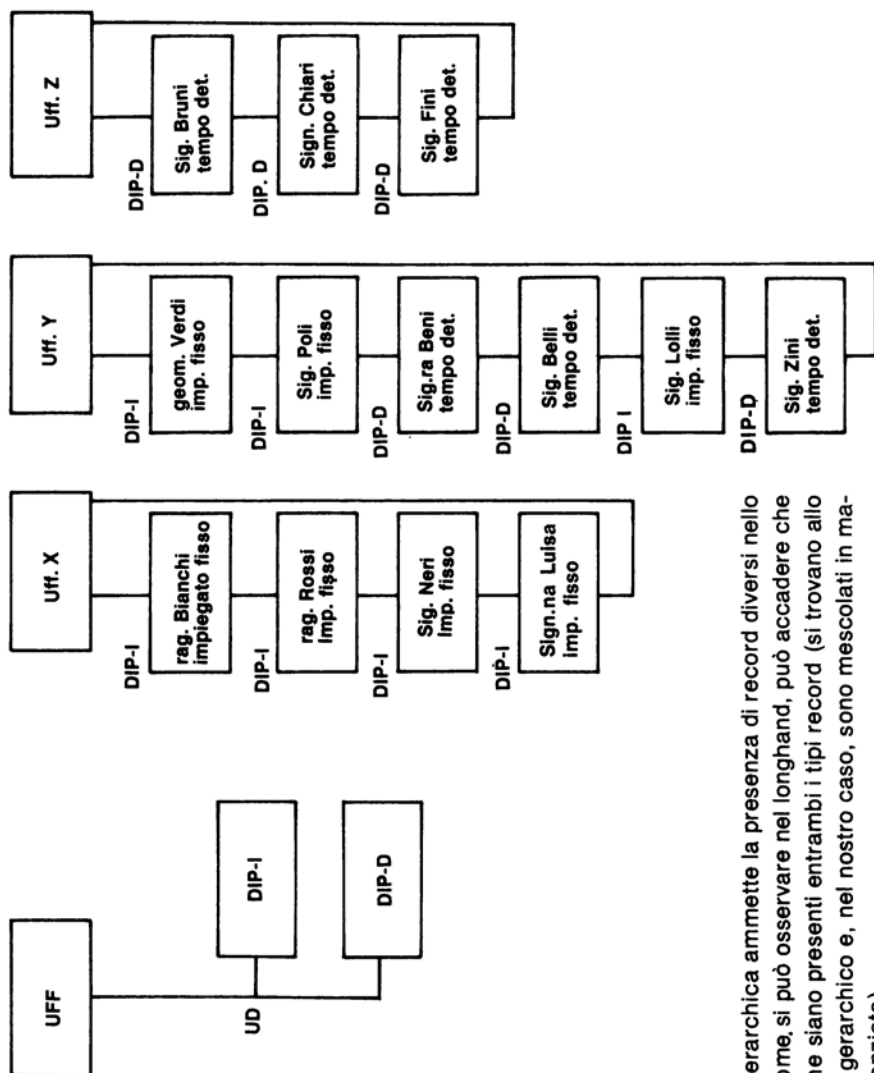 UFF
UD
DIP-I
DIP-D
Uff. X
DIP-I
rag. Bianchi
impiegato fisso
DIP-I
rag. Rossi
Imp. fisso
DIP-I
Sig. Neri
Imp. fisso
DIP-I
Sign.na Luisa
imp. fisso
Uff. Y
DIP-I
geom. Verdi
imp. fisso
DIP-I
Sig. Poli
imp. fisso
DIP-D
Sig.ra Beni
tempo det.
DIP-D
Sig. Belli
tempo det.
DIP I
Sig. Lolli
imp. fisso
DIP-D
Sig. Zini
tempo det.
Uff. Z
DIP-D
Sig. Bruni
tempo det.
DIP. D
Sign. Chiari
tempo det.
DIP-D
Sig. Fini
tempo det.
erarchica ammette la presenza di record diversi nello
ome, si può osservare nel longhand, può accadere che
ne siano presenti entrambi i tipi record (si trovano allo
gerarchico e, nel nostro caso, sono mescolati in ma-